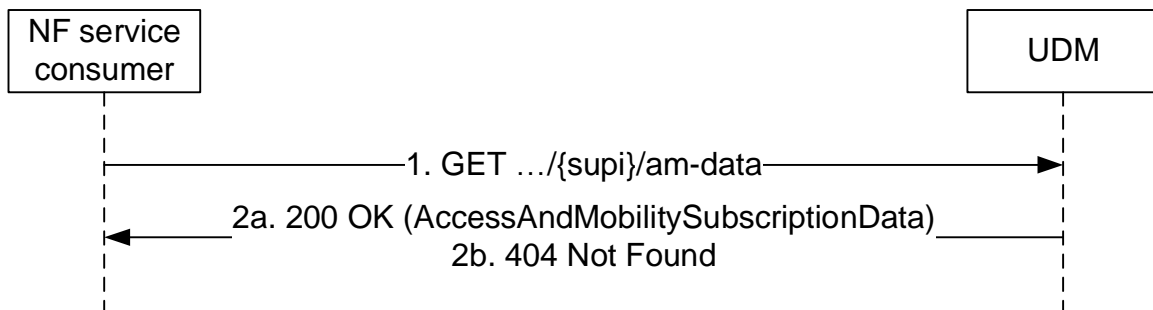 NF service
consumer
UDM
1. GET …/{supi}/am-data
2a. 200 OK (AccessAndMobilitySubscriptionData)
2b. 404 Not Found